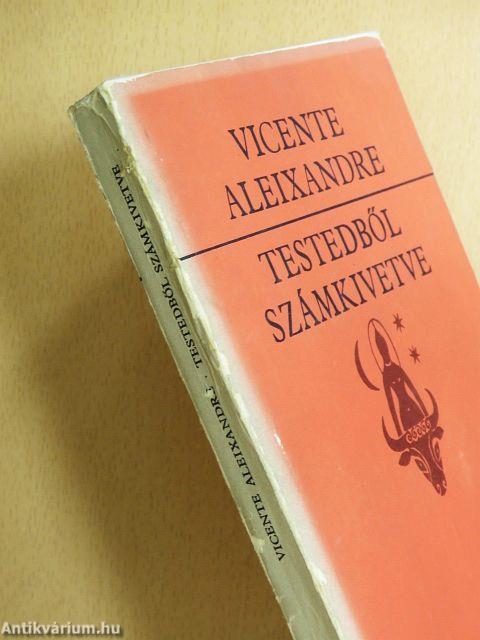 VICENTE
ALEIXANDRE
TESTEDBŐL
SZÁMKIVETVE
VICENTE ALEIXANDRE · TESTEDBŐL SZÁMKIVETVE
Antikvárium.hu